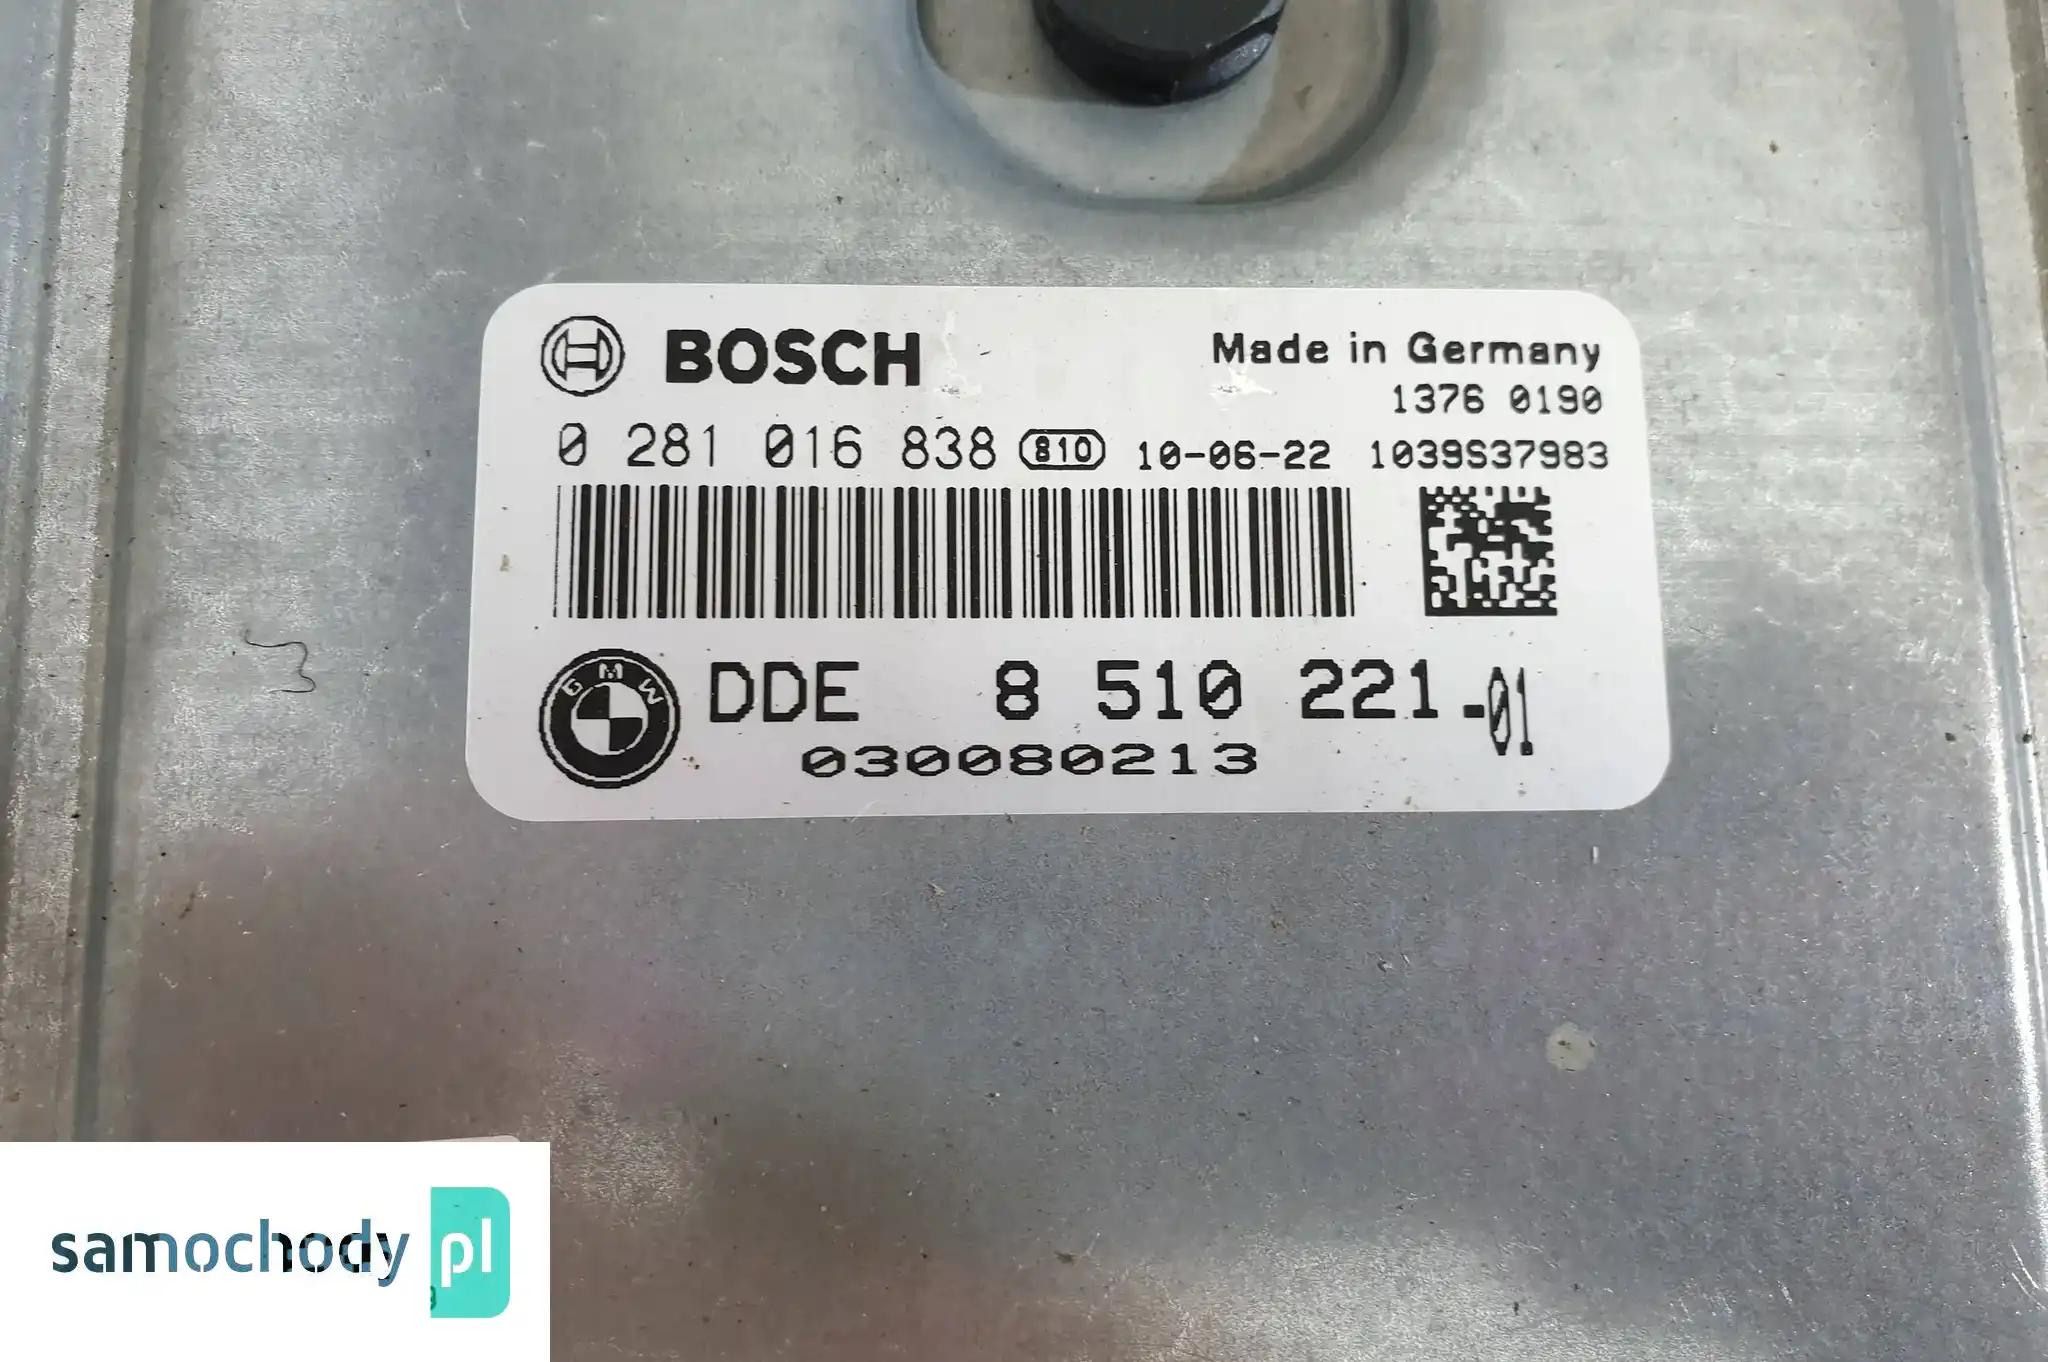 BOSCH
Made in Germany
1376 0190
0 281 016 838 810 10-06-22 1039S37983
BMW DDE 8 510 221.-01
030080213
samochody pl